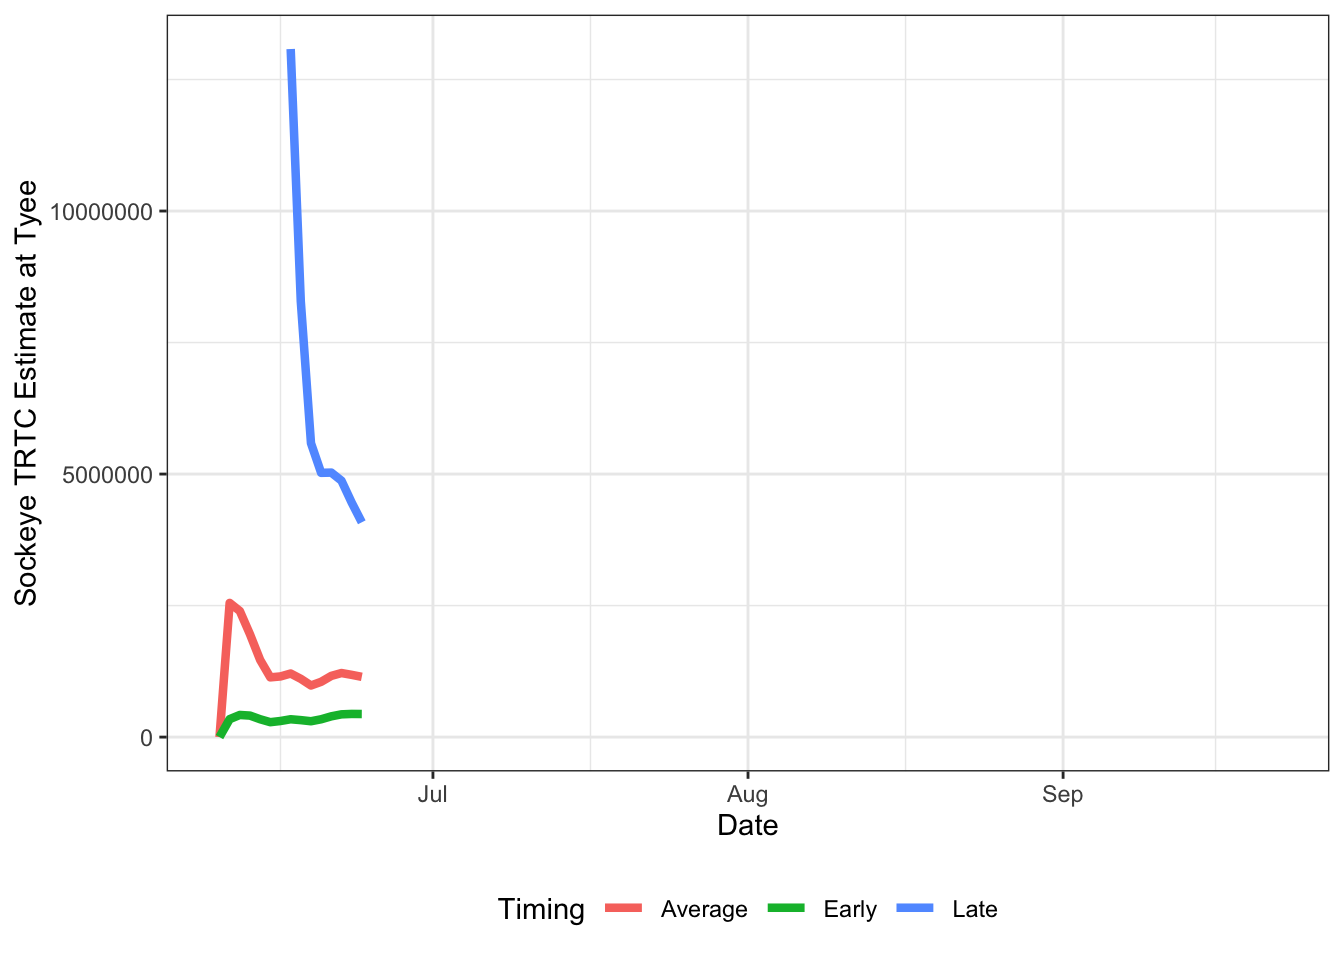 Sockeye TRTC Estimate at Tyee
10000000
5000000
0
Jul Aug Sep
Date
Timing Average Early Late